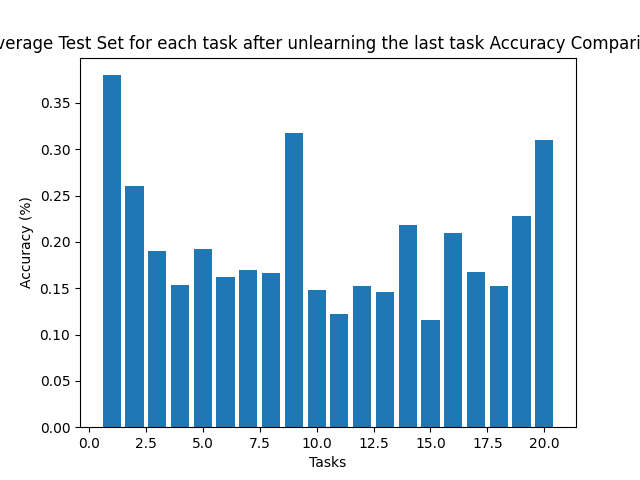 verage Test Set for each task after unlearning the last task Accuracy Compari
Accuracy (%)
0.35
0.30
0.25
0.20
0.15
0.10
0.05
0.00
0.0 2.5 5.0 7.5 10.0 12.5 15.0 17.5 20.0
Tasks